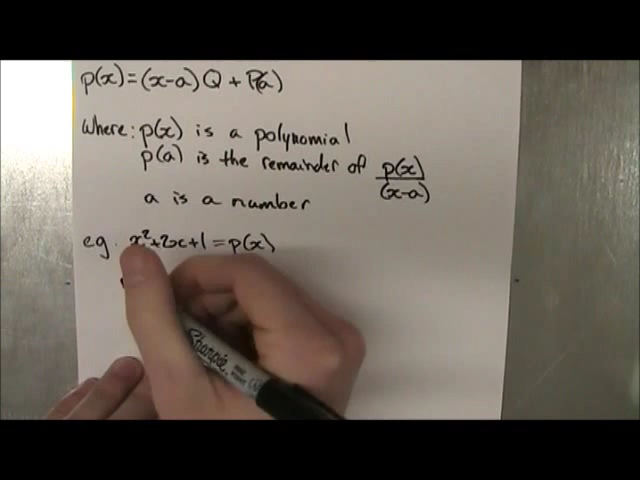 p(x) = (x-a) Q + P(a)
Where: p(x) is a polynomial
p(a) is the remainder of p(x)/(x-a)
a is a number
eg. x²+2x+1 = p(x)
Sharpie